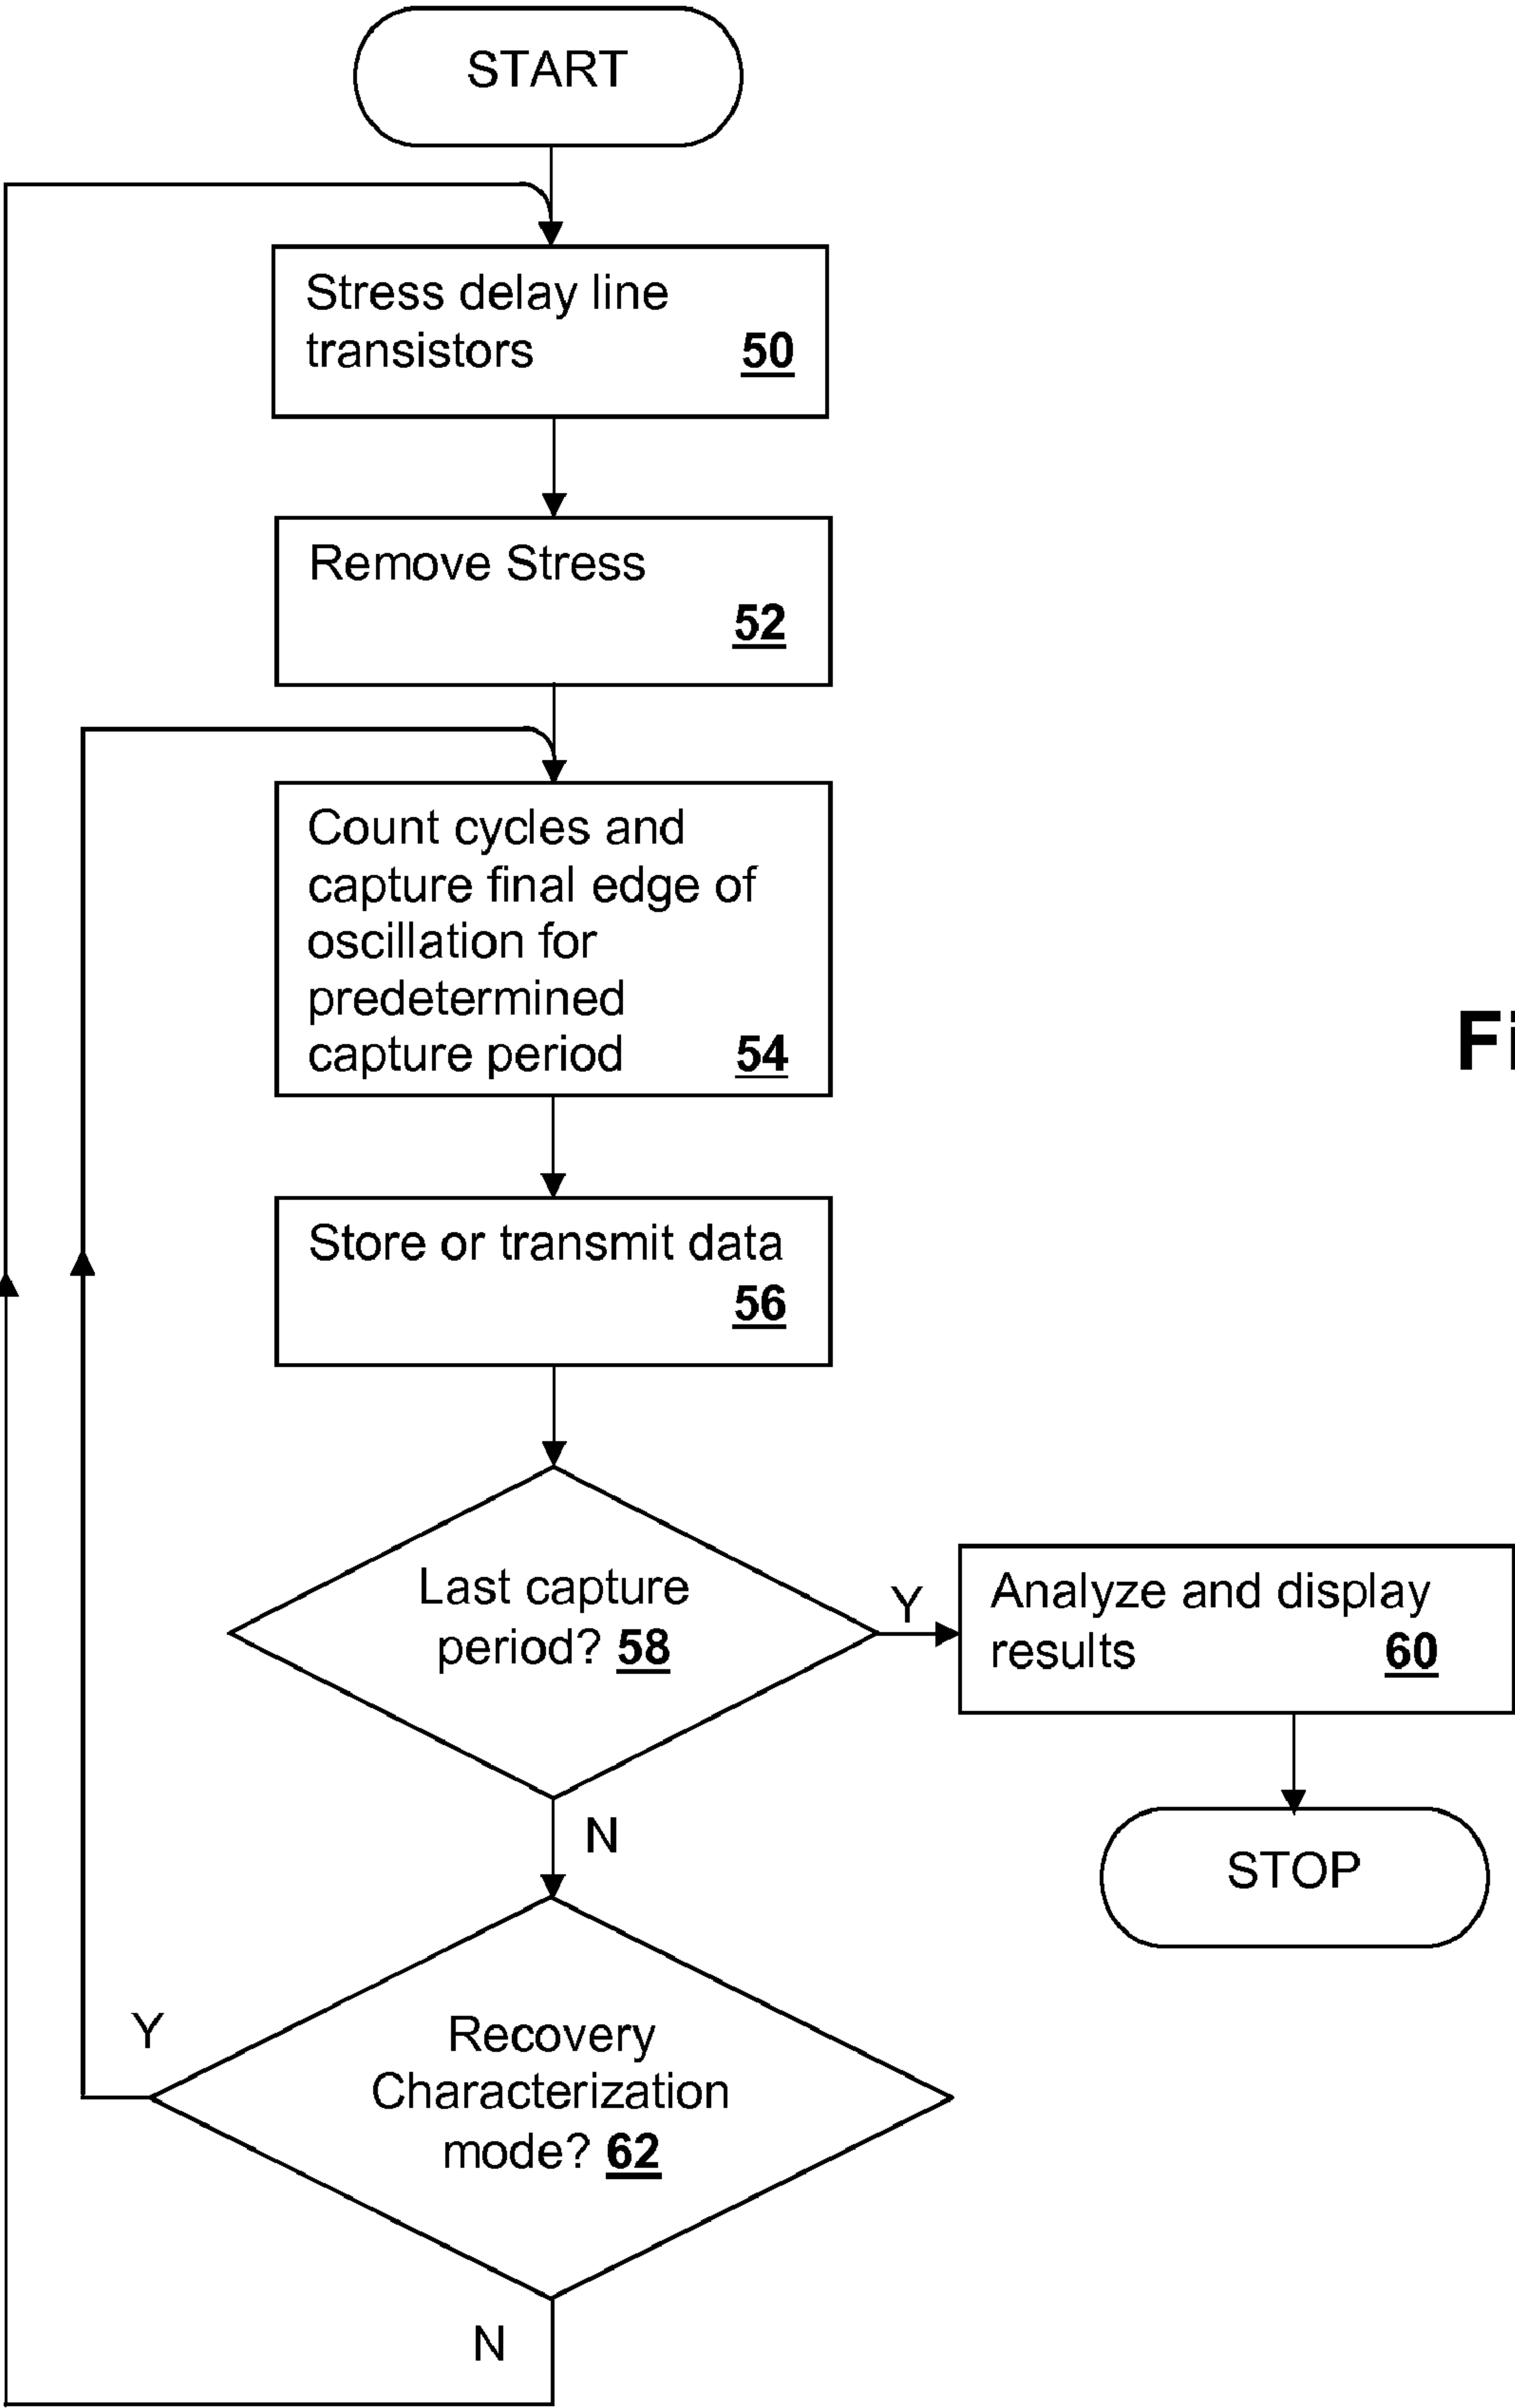 START
Stress delay line
transistors 50
Remove Stress
52
Count cycles and
capture final edge of
oscillation for
predetermined
capture period 54
Fi
Store or transmit data
56
Last capture
period? 58
Y
Analyze and display
results 60
N
STOP
Y
Recovery
Characterization
mode? 62
N